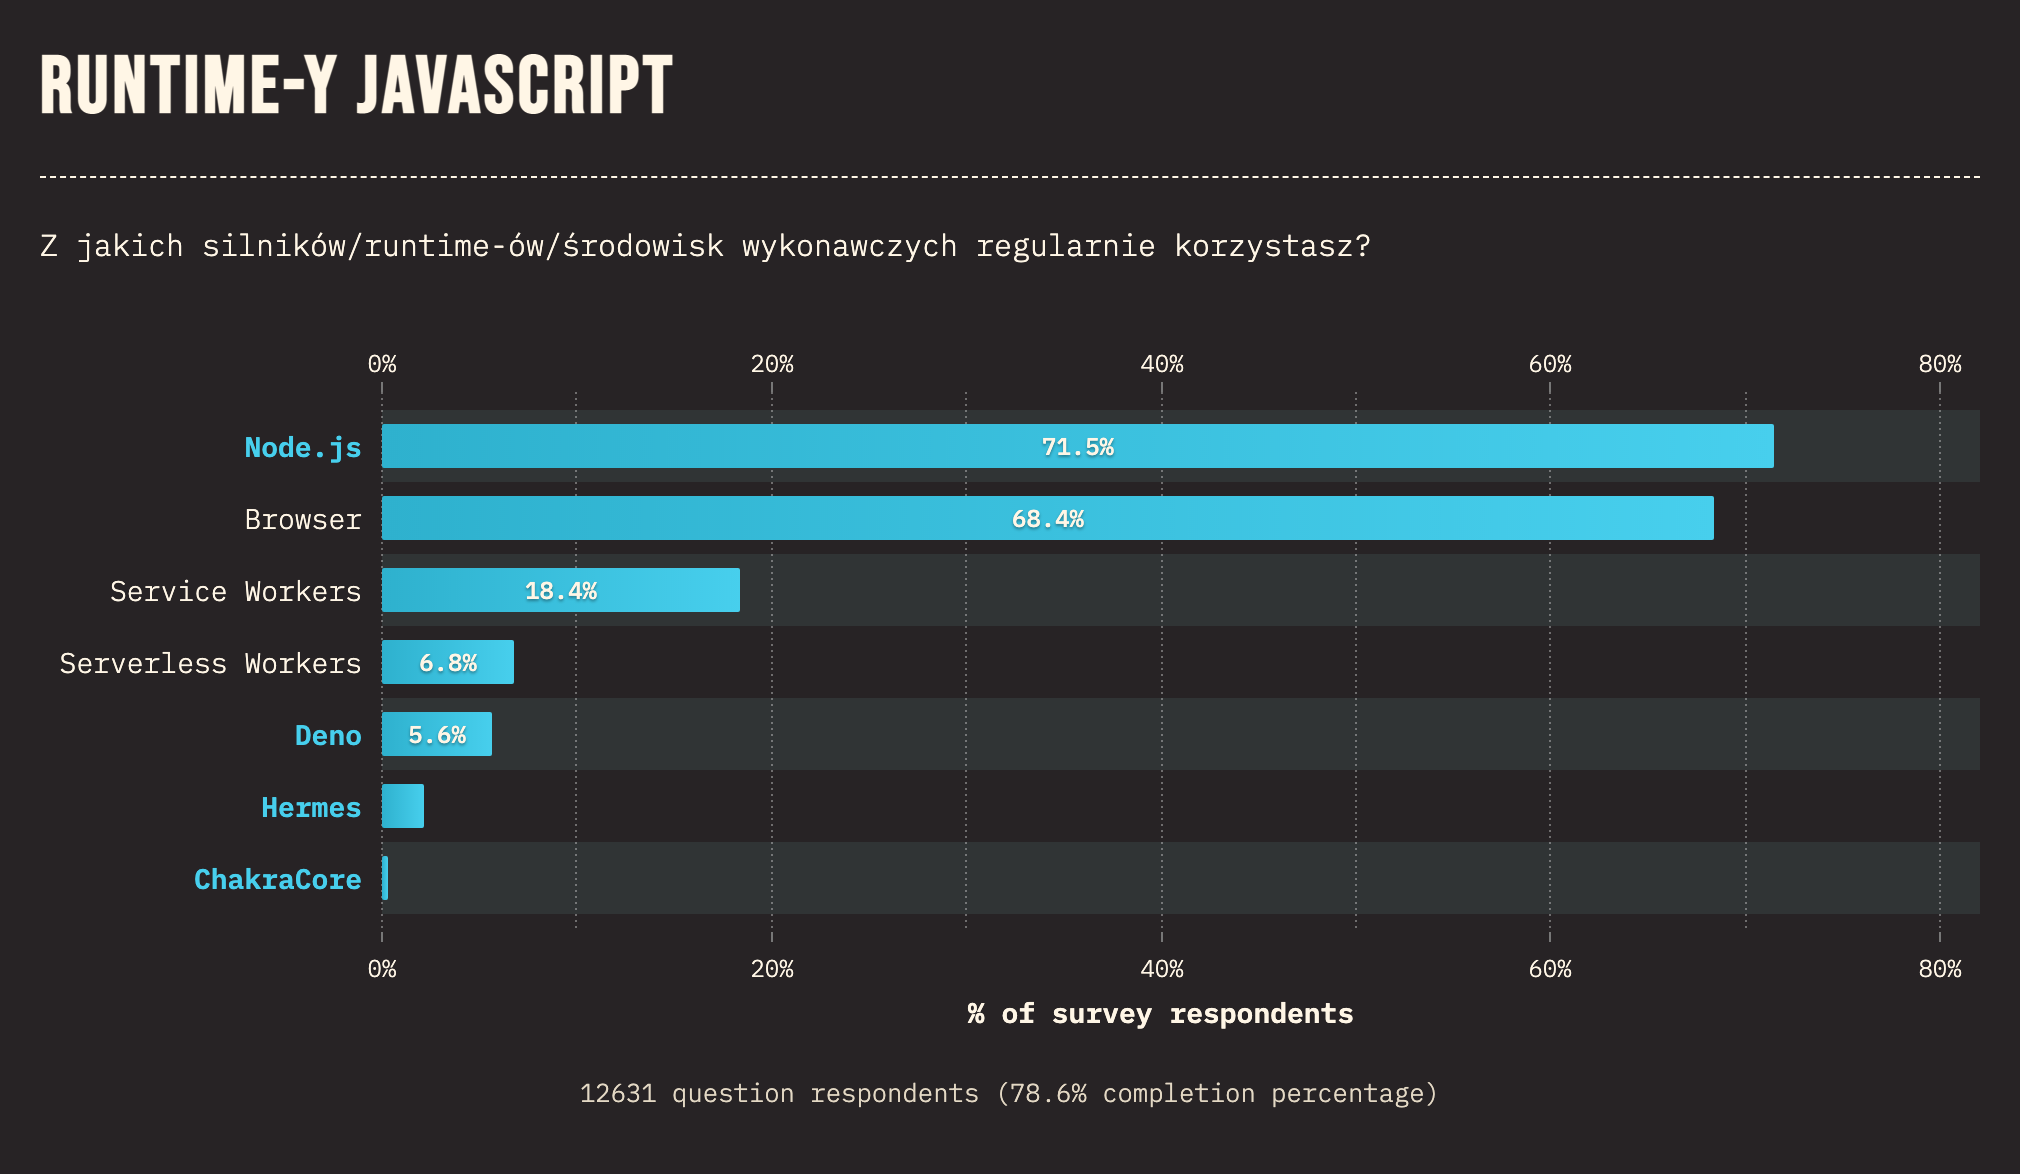 RUNTIME-Y JAVASCRIPT
Z jakich silników/runtime-ów/środowisk wykonawczych regularnie korzystasz?
0% 20% 40% 60% 80%
Node.js 71.5%
Browser 68.4%
Service Workers 18.4%
Serverless Workers 6.8%
Deno 5.6%
Hermes
ChakraCore
0% 20% 40% 60% 80%
% of survey respondents
12631 question respondents (78.6% completion percentage)